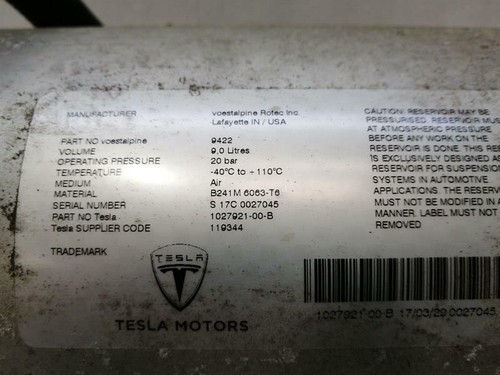 MANUFACTURER voestalpine Rotec Inc
Lafayette IN / USA
PART NO voestalpine 9422
VOLUME 9,0 Litres
OPERATING PRESSURE 20 bar
TEMPERATURE -40°C to +110°C
MEDIUM Air
MATERIAL B241M 6063-T6
SERIAL NUMBER S 17C 0027045
PART NO Tesla 1027921-00-B
Tesla SUPPLIER CODE 119344
TRADEMARK
TESLA
TESLA MOTORS
CAUTION: RESERVOIR MAY BE
PRESSURISED. RESERVOIR MUS
AT ATMOSPHERIC PRESSURE
BEFORE ANY WORK ON THE
RESERVOIR IS DONE. THIS RES
IS EXCLUSIVELY DESIGNED A
RESERVOIR FOR SUSPENSION
SYSTEMS IN AUTOMOTIVE
APPLICATIONS. THE RESERVO
MUST NOT BE MODIFIED IN A
MANNER. LABEL MUST NOT
REMOVED
1027921-00-B 17/03/29 0027045